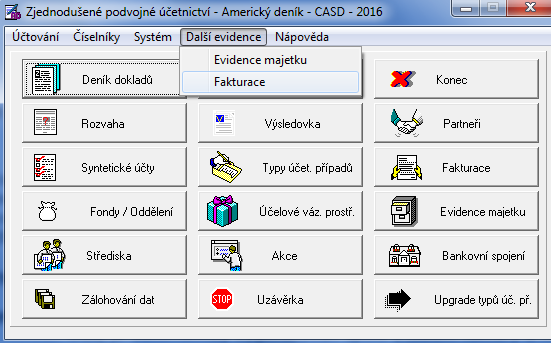 Zjednodušené podvojné účetnictví - Americký deník - CASD - 2016
Účtování Číselníky Systém Další evidence Nápověda
Evidence majetku
Fakturace
Deník dokladů Konec
Rozvaha Výsledovka Partneři
Syntetické účty Typy účet. případů Fakturace
Fondy / Oddělení Účelové váz. prostř. Evidence majetku
Střediska Akce Bankovní spojení
Zálohování dat STOP Uzávěrka Upgrade typů úč. př.